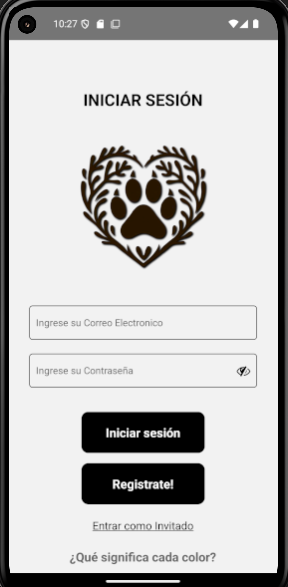 10:27
INICIAR SESIÓN
Ingrese su Correo Electronico
Ingrese su Contraseña
Iniciar sesión
Registrate!
Entrar como Invitado
¿Qué significa cada color?